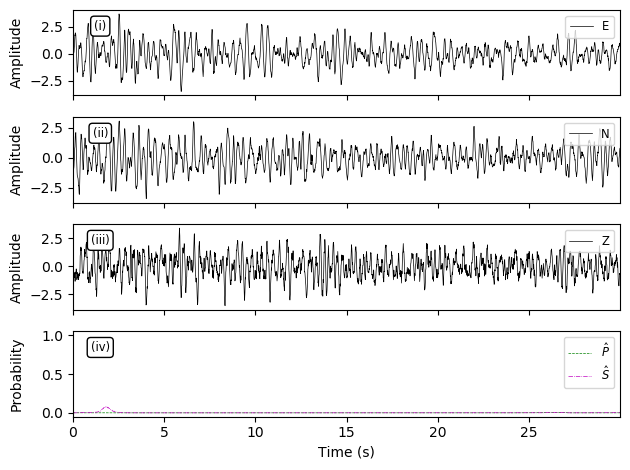 (i)
E
2.5
0.0
−2.5
Amplitude
(ii)
N
2.5
0.0
−2.5
Amplitude
(iii)
Z
2.5
0.0
−2.5
Amplitude
(iv)
P̂
Ŝ
1.0
0.5
0.0
Probability
0 5 10 15 20 25
Time (s)